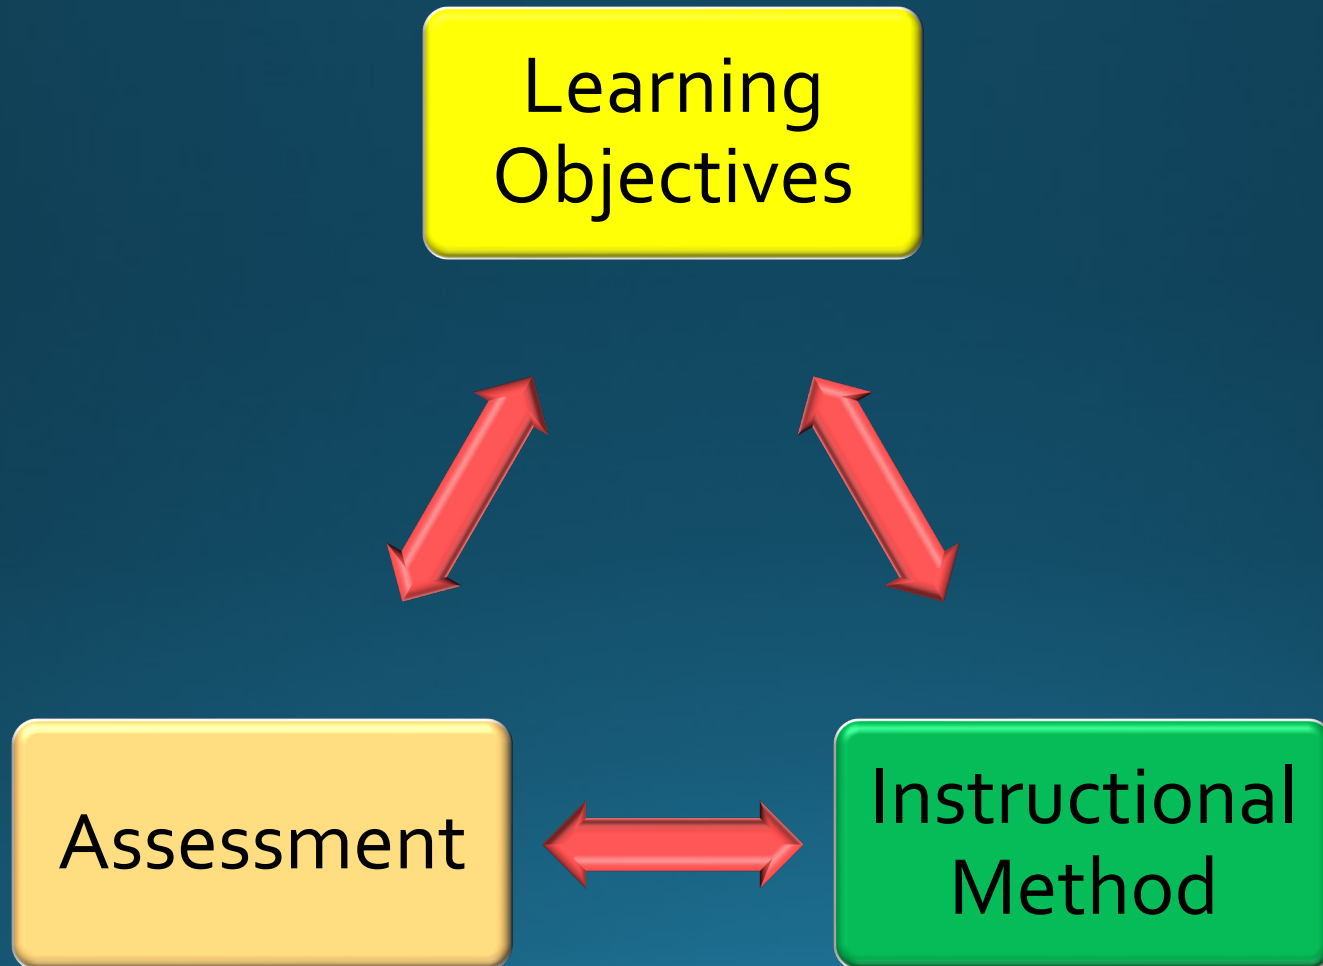 Learning
Objectives
Assessment
Instructional
Method